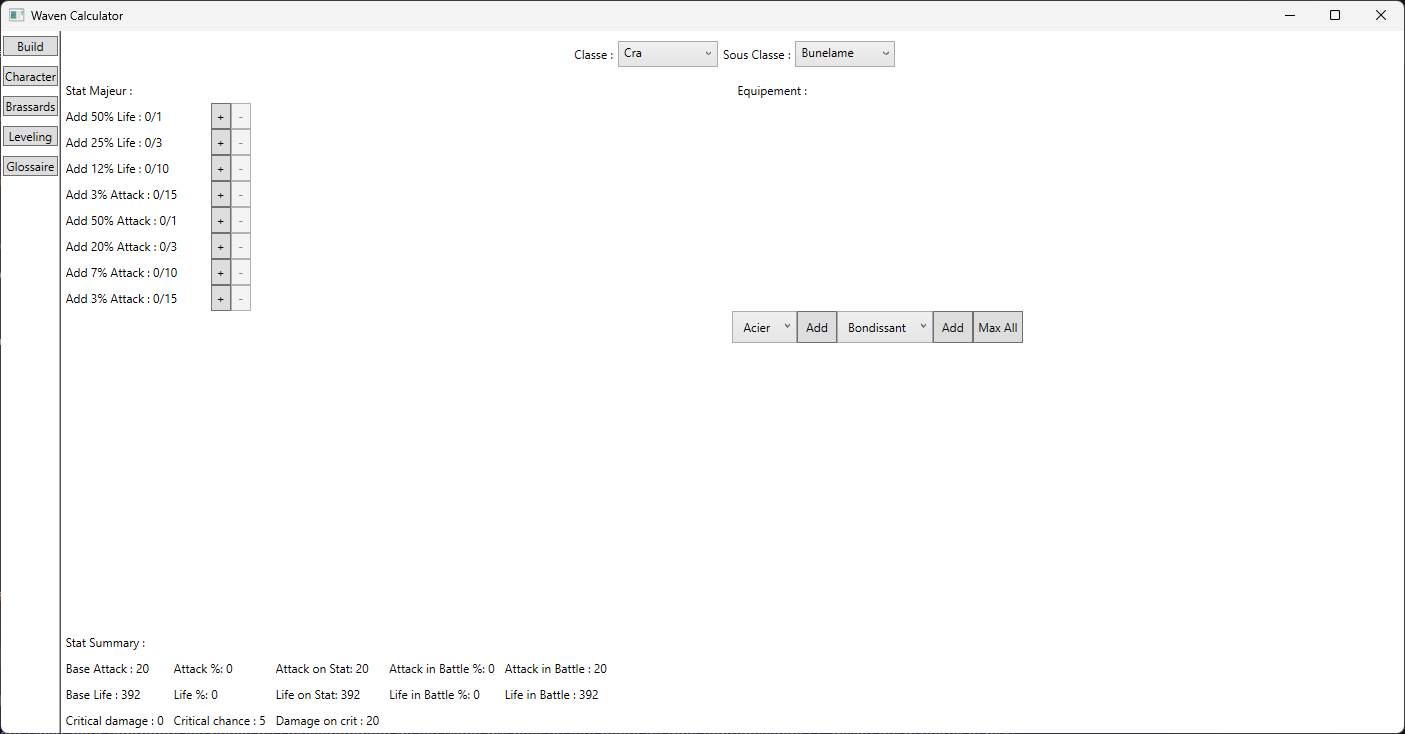 Waven Calculator
Build
Character
Brassards
Leveling
Glossaire
Classe : Cra Sous Classe : Bunelame
Stat Majeur :
Add 50% Life : 0/1 + -
Add 25% Life : 0/3 + -
Add 12% Life : 0/10 + -
Add 3% Attack : 0/15 + -
Add 50% Attack : 0/1 + -
Add 20% Attack : 0/3 + -
Add 7% Attack : 0/10 + -
Add 3% Attack : 0/15 + -
Equipement :
Acier Add Bondissant Add Max All
Stat Summary :
Base Attack : 20 Attack %: 0 Attack on Stat: 20 Attack in Battle %: 0 Attack in Battle : 20
Base Life : 392 Life %: 0 Life on Stat: 392 Life in Battle %: 0 Life in Battle : 392
Critical damage : 0 Critical chance : 5 Damage on crit : 20